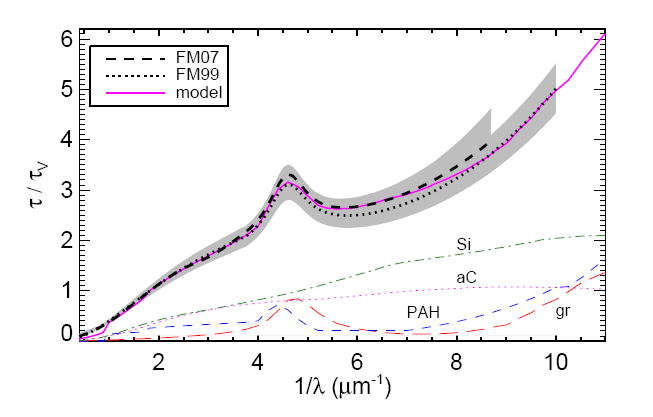 6
5
4
3
2
1
0
τ / τV
FM07
FM99
model
Si
aC
PAH
gr
2
4
6
8
10
1/λ (μm-1)